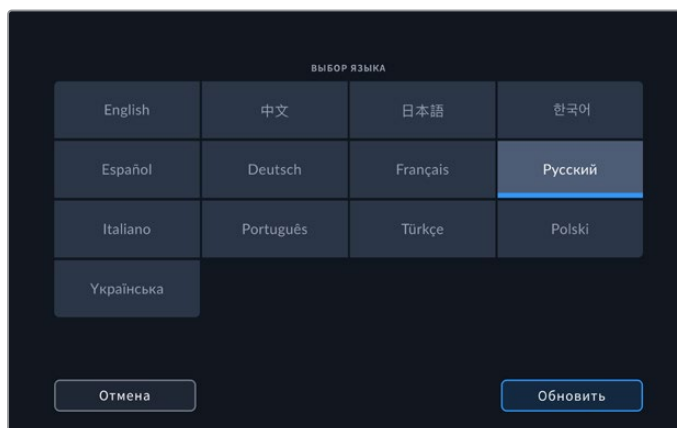 ВЫБОР ЯЗЫКА
English 中文 日本語 한국어
Español Deutsch Français Русский
Italiano Português Türkçe Polski
Українська
Отмена Обновить